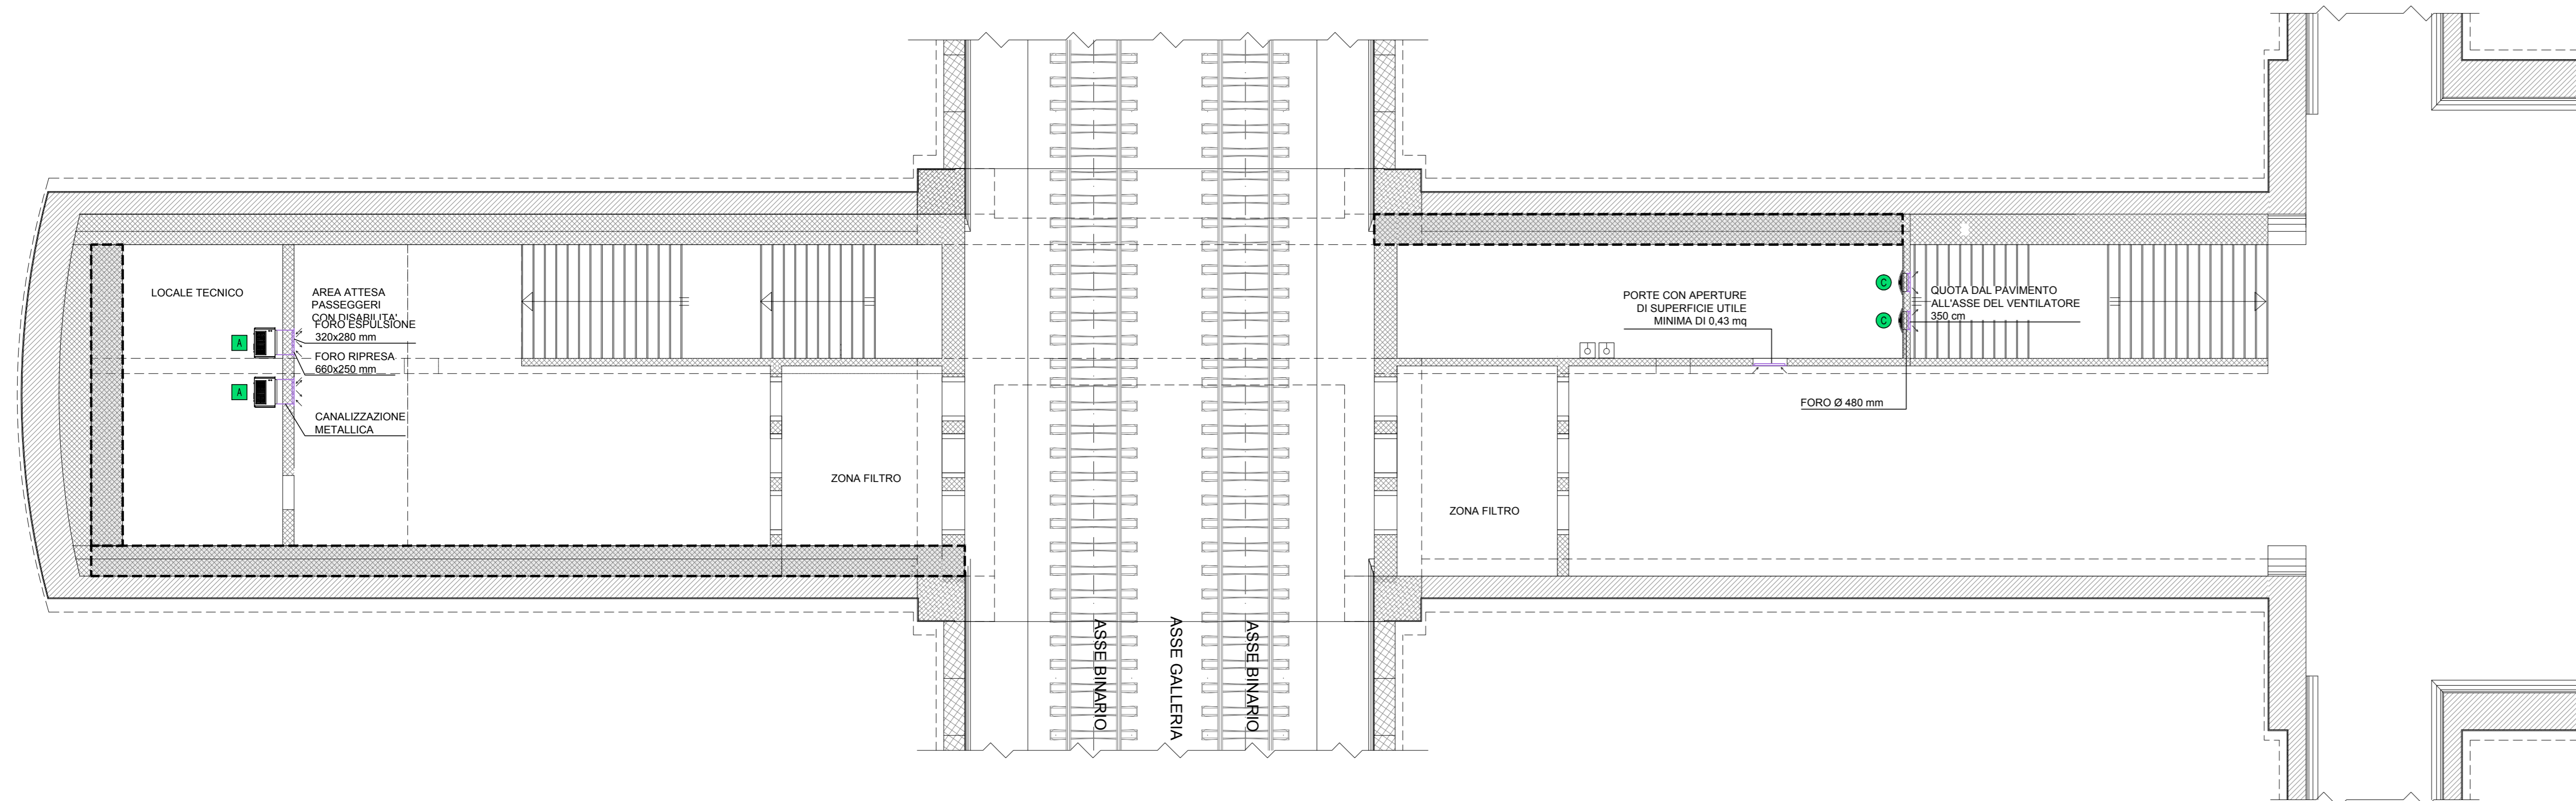 LOCALE TECNICO
AREA ATTESA
PASSEGGERI
CON DISABILITA'
FORO ESPULSIONE
320x280 mm
FORO RIPRESA
660x250 mm
CANALIZZAZIONE
METALLICA
A
A
ZONA FILTRO
ASSE BINARIO
ASSE GALLERIA
ASSE BINARIO
ZONA FILTRO
PORTE CON APERTURE
DI SUPERFICIE UTILE
MINIMA DI 0,43 mq
C
C
QUOTA DAL PAVIMENTO
ALL'ASSE DEL VENTILATORE
350 cm
FORO Ø 480 mm